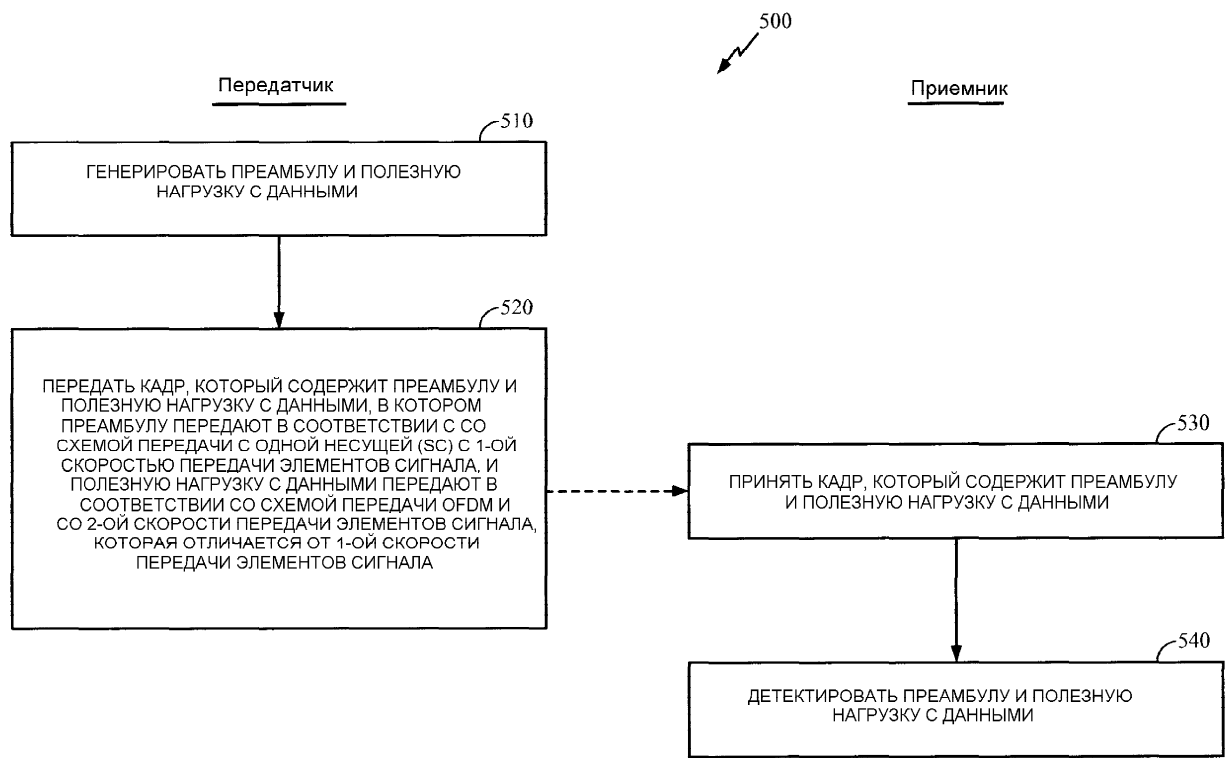 500
Передатчик
Приемник
510
ГЕНЕРИРОВАТЬ ПРЕАМБУЛУ И ПОЛЕЗНУЮ
НАГРУЗКУ С ДАННЫМИ
520
ПЕРЕДАТЬ КАДР, КОТОРЫЙ СОДЕРЖИТ ПРЕАМБУЛУ И
ПОЛЕЗНУЮ НАГРУЗКУ С ДАННЫМИ, В КОТОРОМ
ПРЕАМБУЛУ ПЕРЕДАЮТ В СООТВЕТСТВИИ С СО
СХЕМОЙ ПЕРЕДАЧИ С ОДНОЙ НЕСУЩЕЙ (SC) С 1-ОЙ
СКОРОСТЬЮ ПЕРЕДАЧИ ЭЛЕМЕНТОВ СИГНАЛА, И
ПОЛЕЗНУЮ НАГРУЗКУ С ДАННЫМИ ПЕРЕДАЮТ В
СООТВЕТСТВИИ СО СХЕМОЙ ПЕРЕДАЧИ OFDM И
СО 2-ОЙ СКОРОСТИ ПЕРЕДАЧИ ЭЛЕМЕНТОВ СИГНАЛА,
КОТОРАЯ ОТЛИЧАЕТСЯ ОТ 1-ОЙ СКОРОСТИ
ПЕРЕДАЧИ ЭЛЕМЕНТОВ СИГНАЛА
530
ПРИНЯТЬ КАДР, КОТОРЫЙ СОДЕРЖИТ ПРЕАМБУЛУ
И ПОЛЕЗНУЮ НАГРУЗКУ С ДАННЫМИ
540
ДЕТЕКТИРОВАТЬ ПРЕАМБУЛУ И ПОЛЕЗНУЮ
НАГРУЗКУ С ДАННЫМИ